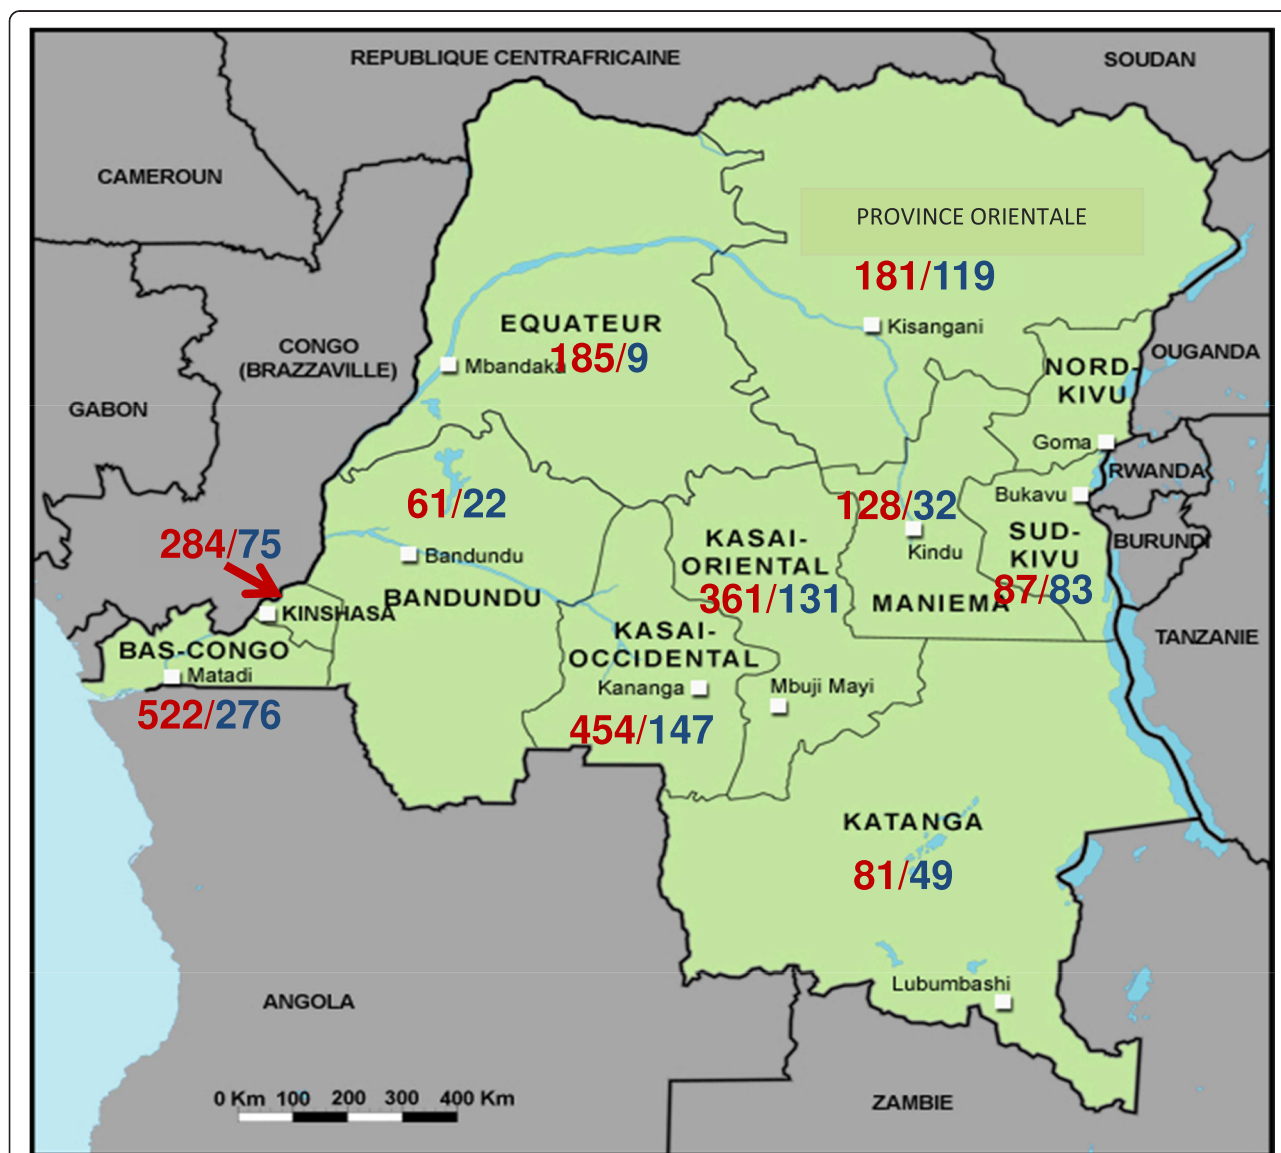 REPUBLIQUE CENTRAFRICAINE
SOUDAN
CAMEROUN
PROVINCE ORIENTALE
181/119
EQUATEUR
Kisangani
185/9
Mbandaka
CONGO
(BRAZZAVILLE)
OUGANDA
NORD-
KIVU
GABON
Goma
RWANDA
Bukavu
61/22
128/32
284/75
KASAI-
ORIENTAL
SUD-
KIVU
BURUNDI
Bandundu
Kindu
361/131
87/83
BANDUNDU
MANIEMA
KINSHASA
KASAI-
OCCIDENTAL
TANZANIE
BAS-CONGO
Matadi
Kananga
Mbuji Mayi
522/276
454/147
KATANGA
81/49
Lubumbashi
ANGOLA
0 Km 100 200 300 400 Km
ZAMBIE